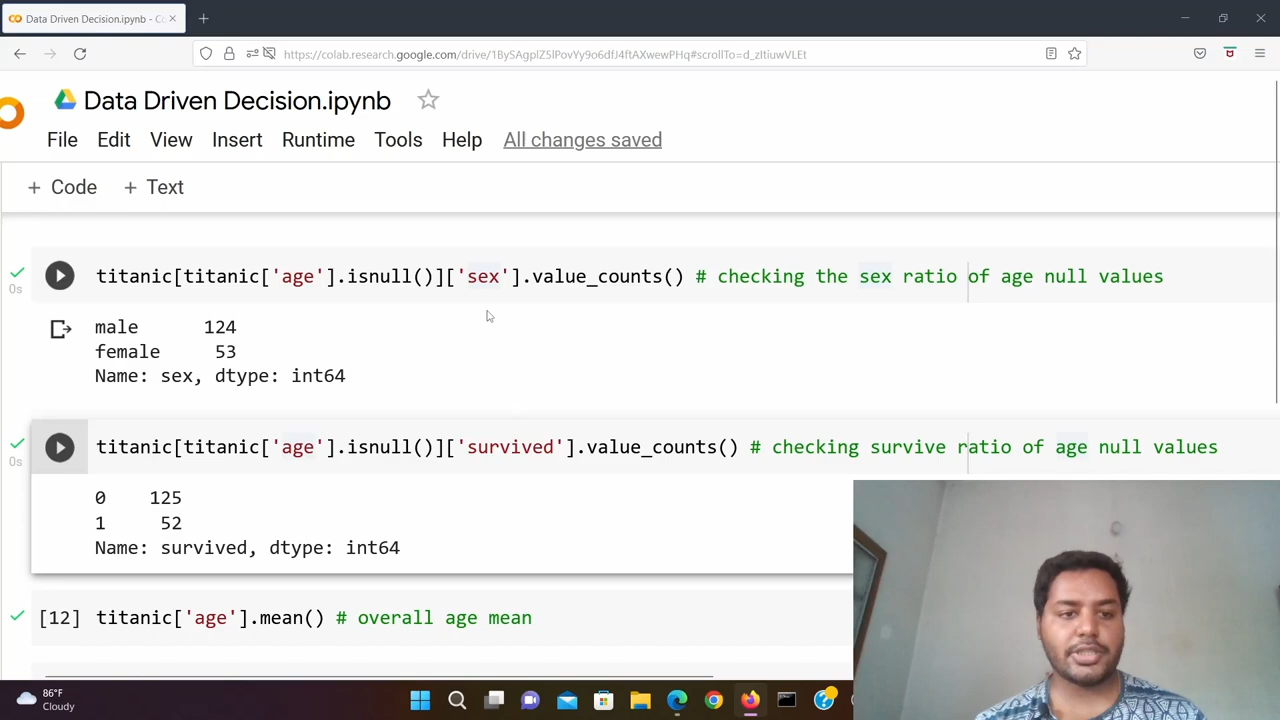 Data Driven Decision.ipynb - Co
https://colab.research.google.com/drive/1BySAgplZ5lPovYy9o6dfJ4ftAXwewPHq#scrollTo=d_zItiuwVLEt
Data Driven Decision.ipynb
File Edit View Insert Runtime Tools Help All changes saved
+ Code + Text
titanic[titanic['age'].isnull()]['sex'].value_counts() # checking the sex ratio of age null values
0s
male 124
female 53
Name: sex, dtype: int64
titanic[titanic['age'].isnull()]['survived'].value_counts() # checking survive ratio of age null values
0s
0 125
1 52
Name: survived, dtype: int64
[12] titanic['age'].mean() # overall age mean
86°F
Cloudy